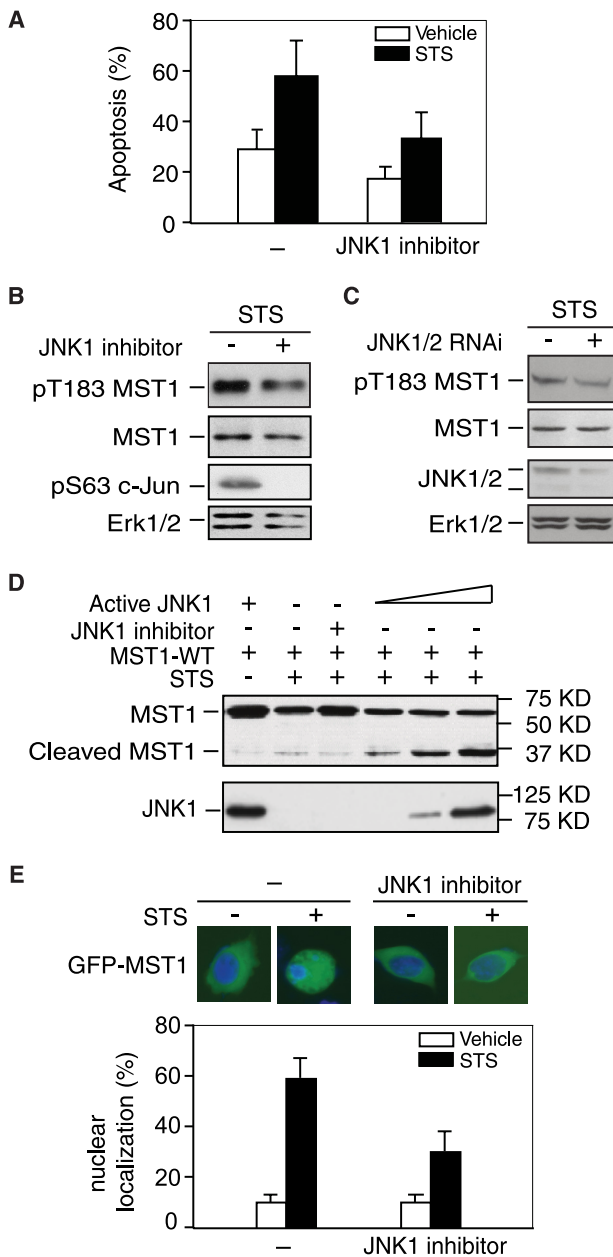 A
Apoptosis (%)
80
60
40
20
0
Vehicle
STS
–
JNK1 inhibitor
B
STS
JNK1 inhibitor - +
pT183 MST1
MST1
pS63 c-Jun
Erk1/2
C
STS
JNK1/2 RNAi - +
pT183 MST1
MST1
JNK1/2
Erk1/2
D
Active JNK1 + - -
JNK1 inhibitor - - + - - -
MST1-WT + + + + + +
STS - + + + + +
MST1
Cleaved MST1
75 KD
50 KD
37 KD
JNK1
125 KD
75 KD
E
– JNK1 inhibitor
STS - + - +
GFP-MST1
nuclear
localization (%)
80
60
40
20
0
Vehicle
STS
–
JNK1 inhibitor